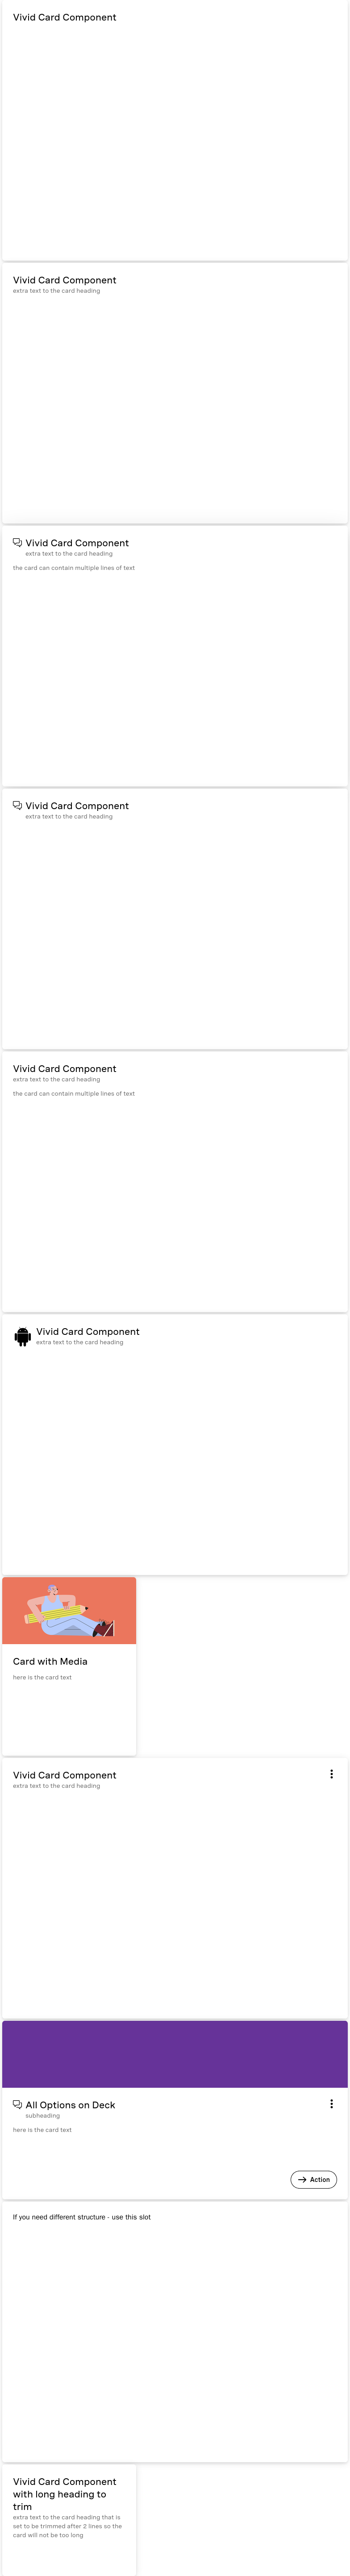 Vivid Card Component
Vivid Card Component
extra text to the card heading
Vivid Card Component
extra text to the card heading
the card can contain multiple lines of text
Vivid Card Component
extra text to the card heading
Vivid Card Component
extra text to the card heading
the card can contain multiple lines of text
Vivid Card Component
extra text to the card heading
Card with Media
here is the card text
Vivid Card Component
extra text to the card heading
All Options on Deck
subheading
here is the card text
Action
If you need different structure - use this slot
Vivid Card Component
with long heading to
trim
extra text to the card heading that is
set to be trimmed after 2 lines so the
card will not be too long